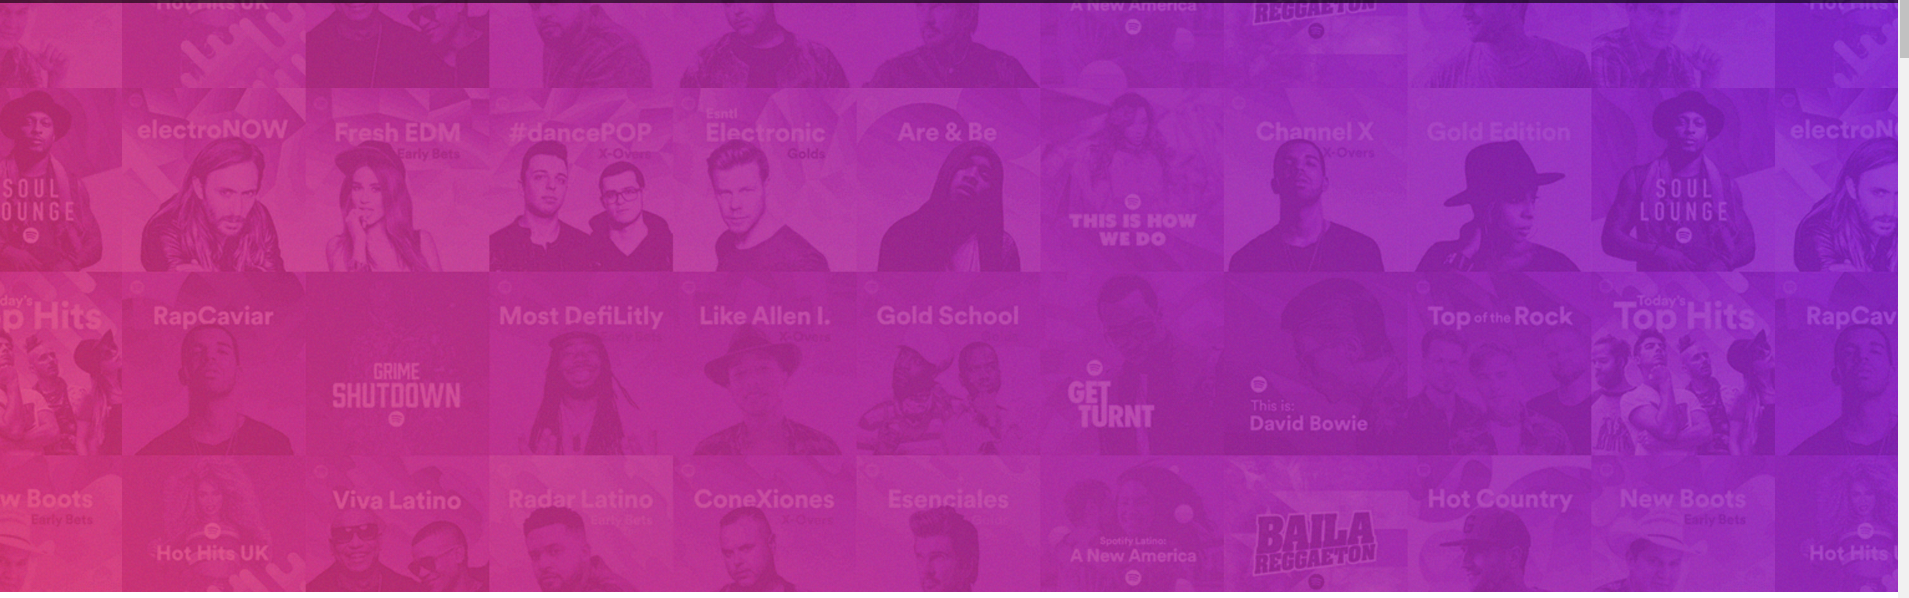 Hot Hits UK
A New America
REGGAETON
Hot Hits UK
SOUL
OUNGE
electroNOW
Fresh EDM
Early Bets
#dancePOP
X-Overs
Esntl
Electronic
Golds
Are & Be
THIS IS HOW
WE DO
Channel X
X-Overs
Gold Edition
SOUL
LOUNGE
electroN
day's
p Hits
RapCaviar
GRIME
SHUTDOWN
Most DefiLitly
Like Allen I.
X-Overs
Gold School
GET
TURNT
This is:
David Bowie
Top of the Rock
Today's
Top Hits
RapCav
w Boots
Early Bets
Hot Hits UK
Viva Latino
Radar Latino
Early Bets
ConeXiones
X-Overs
Esenciales
Spotify Latino:
A New America
BAILA
REGGAETON
Hot Country
New Boots
Early Bets
Hot Hits